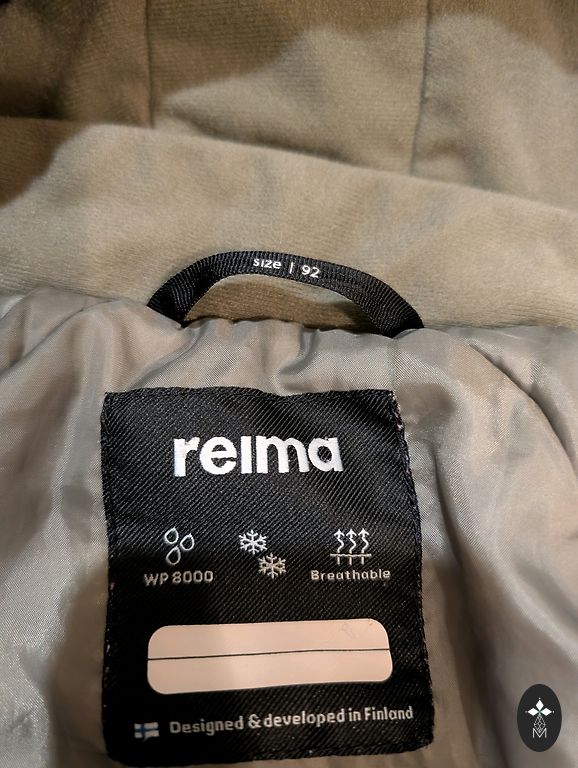 size | 92
reima
WP 8000
Breathable
Designed & developed in Finland
M